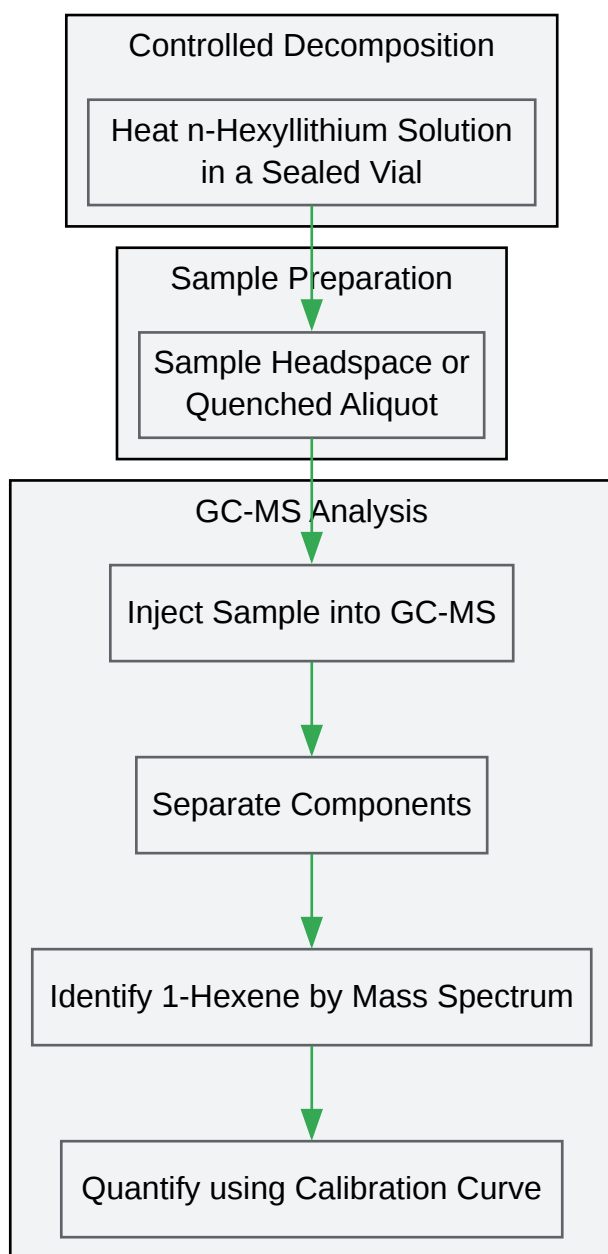 Controlled Decomposition
Heat n-Hexyllithium Solution
in a Sealed Vial
Sample Preparation
Sample Headspace or
Quenched Aliquot
GC-MS Analysis
Inject Sample into GC-MS
Separate Components
Identify 1-Hexene by Mass Spectrum
Quantify using Calibration Curve